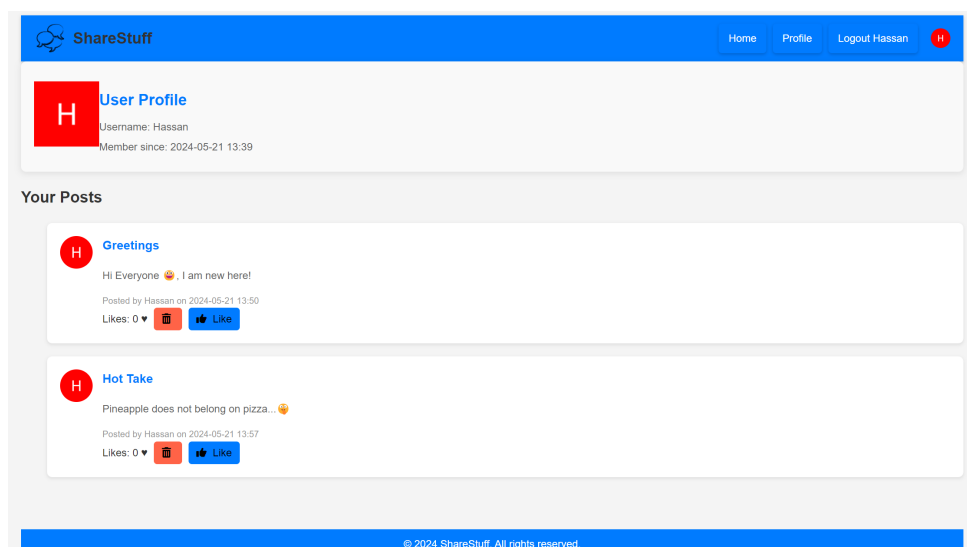 ShareStuff
Home Profile Logout Hassan H
H
User Profile
Username: Hassan
Member since: 2024-05-21 13:39
Your Posts
H
Greetings
Hi Everyone 😀, I am new here!
Posted by Hassan on 2024-05-21 13:50
Likes: 0 ♥ Like
H
Hot Take
Pineapple does not belong on pizza...🤫
Posted by Hassan on 2024-05-21 13:57
Likes: 0 ♥ Like
© 2024 ShareStuff. All rights reserved.